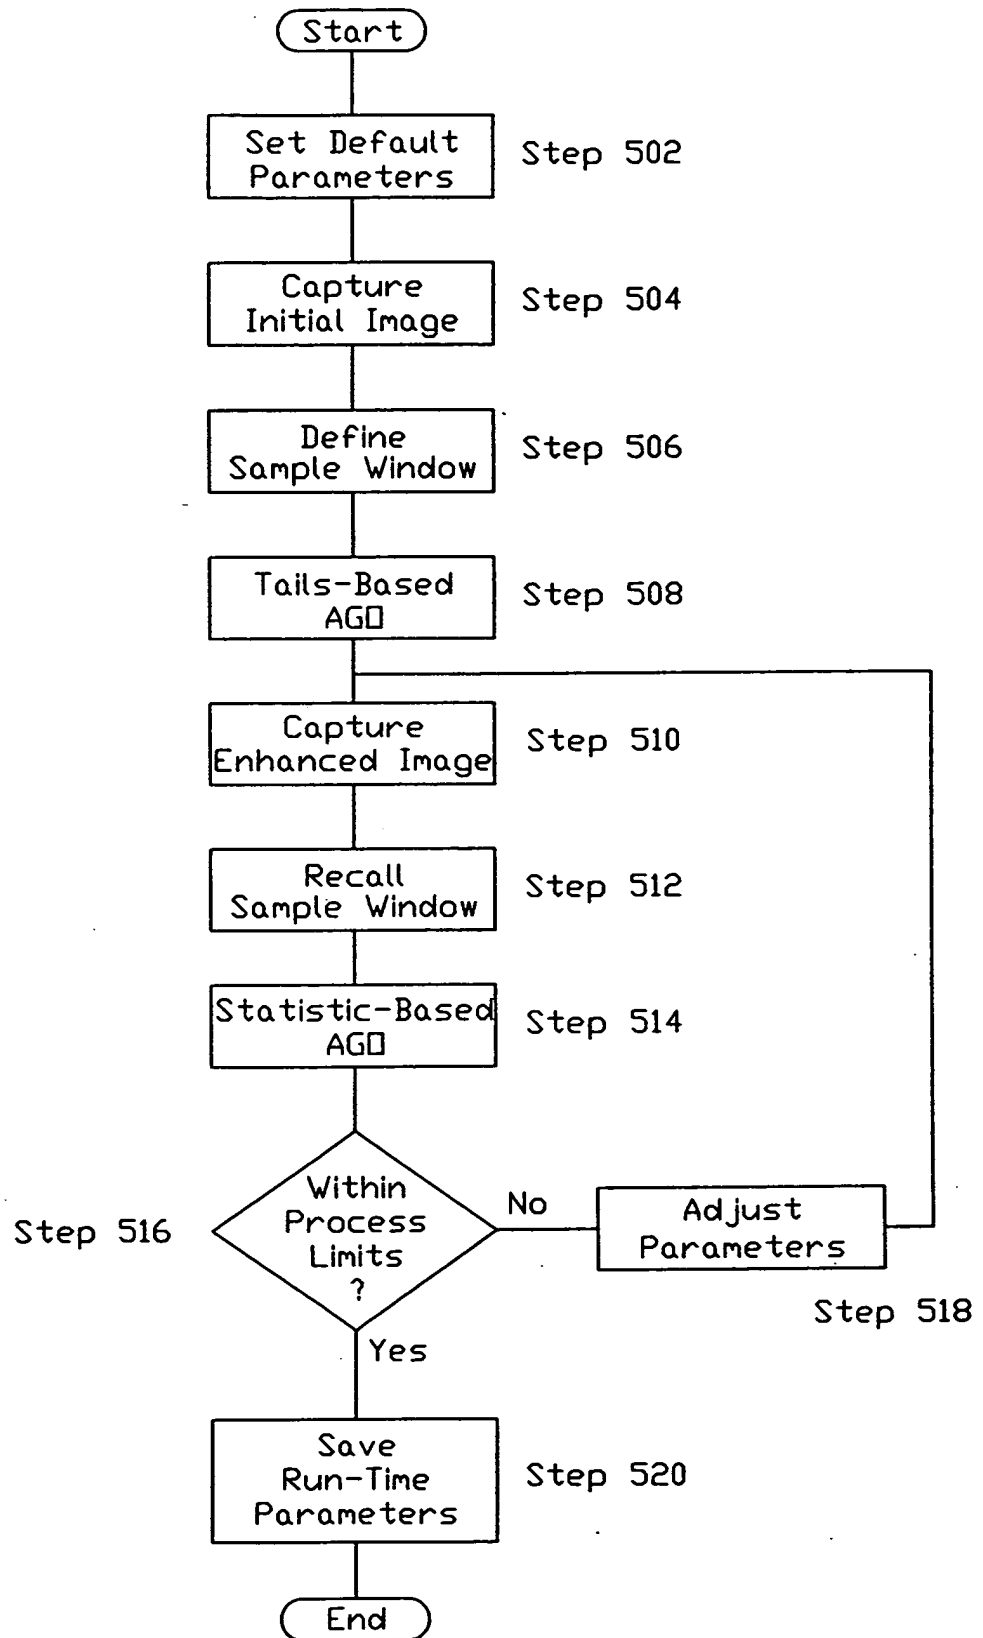 Start
Set Default
Parameters
Step 502
Capture
Initial Image
Step 504
Define
Sample Window
Step 506
Tails-Based
AGO
Step 508
Capture
Enhanced Image
Step 510
Recall
Sample Window
Step 512
Statistic-Based
AGO
Step 514
Within
Process
Limits
?
Step 516
No
Adjust
Parameters
Step 518
Yes
Save
Run-Time
Parameters
Step 520
End